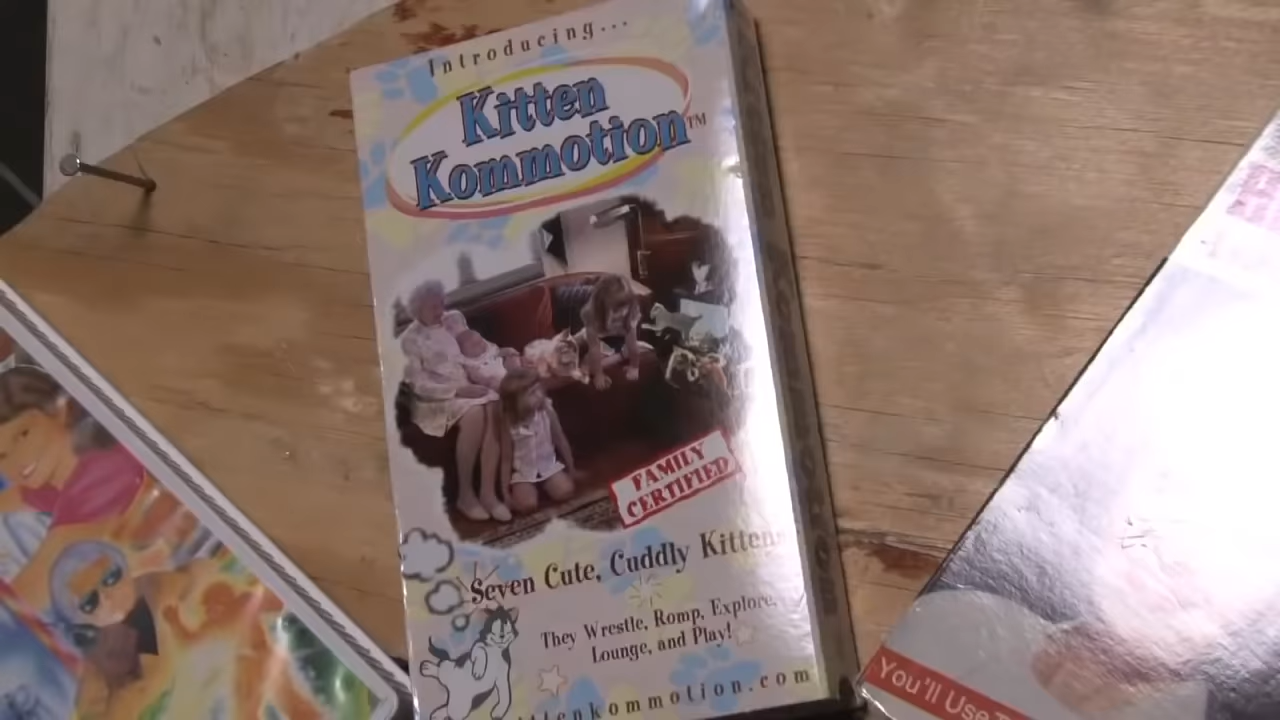 Introducing...
Kitten
Kommotion™
FAMILY
CERTIFIED
Seven Cute, Cuddly Kittens
They Wrestle, Romp, Explore,
Lounge, and Play!
ittenkommotion.com
You'll Use